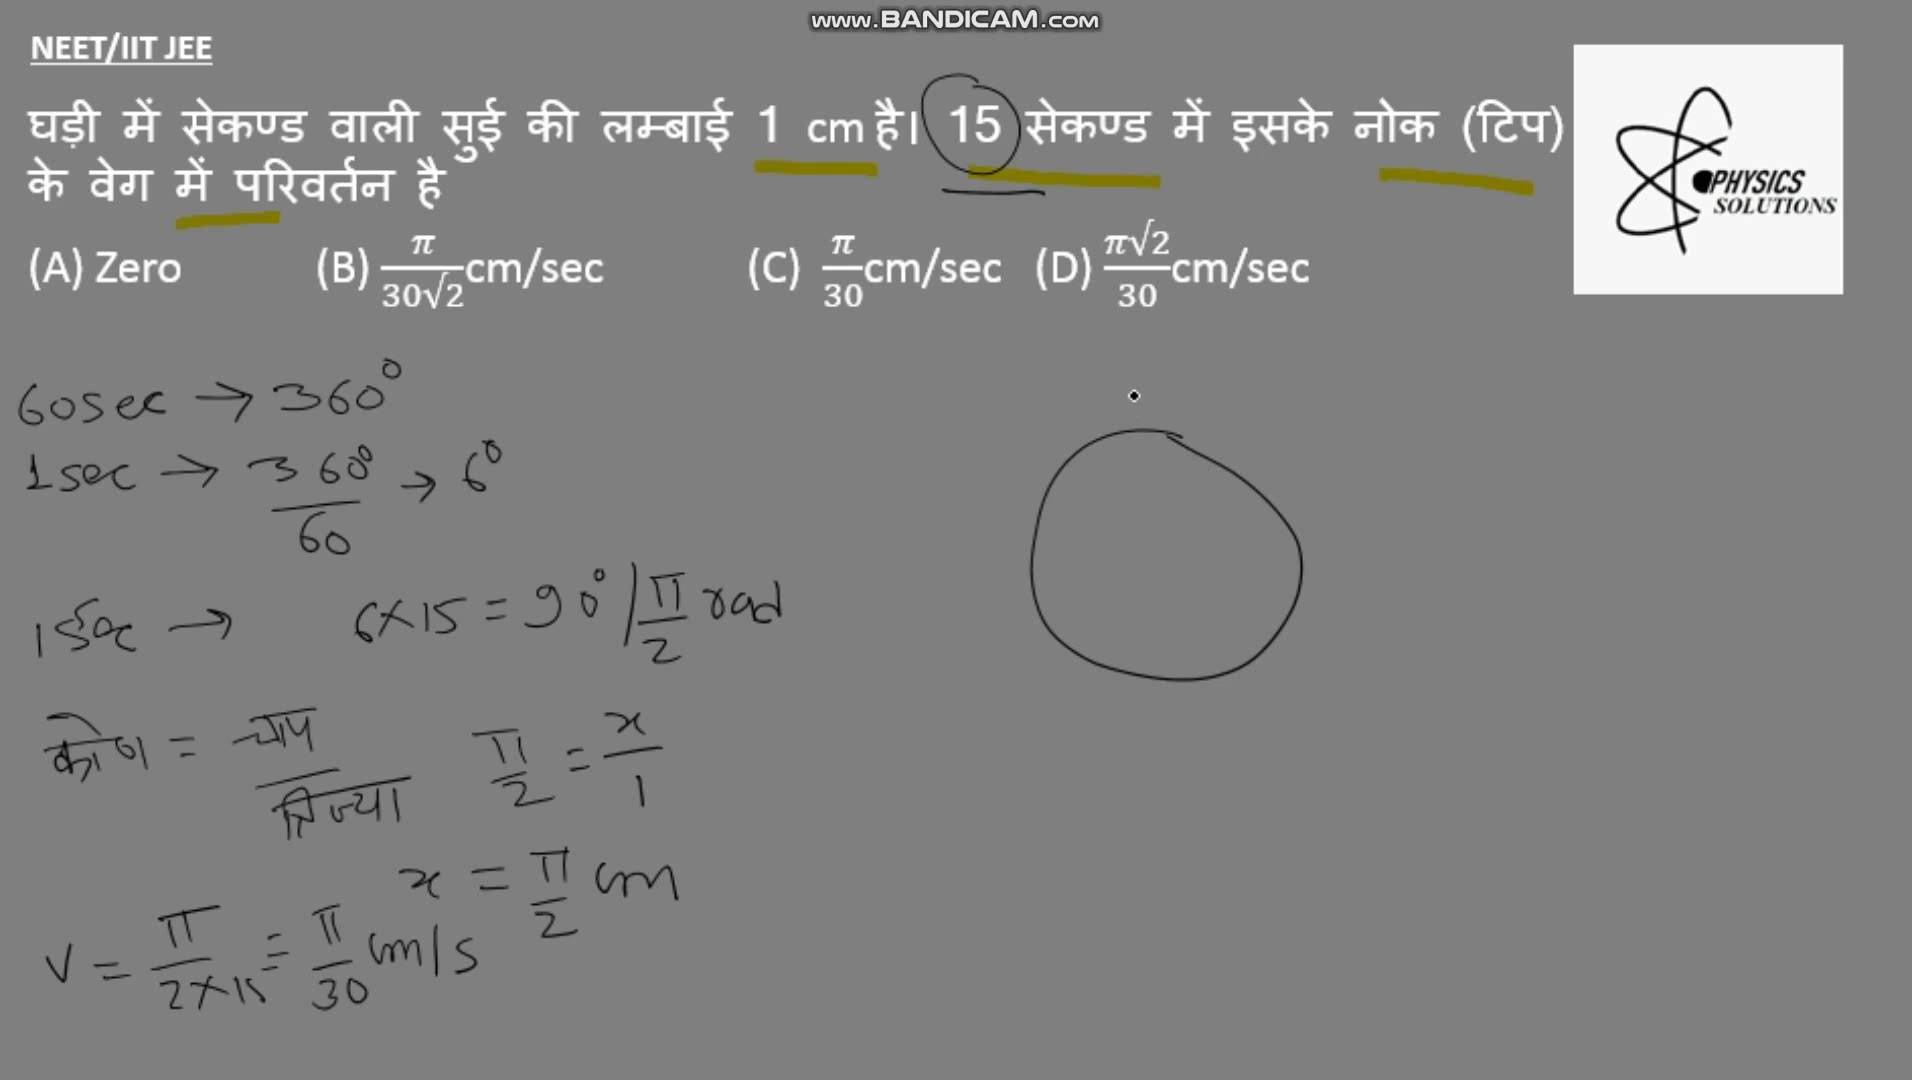 www.BANDICAM.com
NEET/IIT JEE
घड़ी में सेकण्ड वाली सुई की लम्बाई 1 cm है। 15 सेकण्ड में इसके नोक (टिप)
के वेग में परिवर्तन है
(A) Zero (B) π/30√2 cm/sec (C) π/30 cm/sec (D) π√2/30 cm/sec
PHYSICS
SOLUTIONS
60sec → 360°
1sec → 360°/60 → 6°
15sec → 6×15 = 90° / π/2 rad
कोण = चाप/त्रिज्या π/2 = x/1
x = π/2 cm
v = π/2×15 = π/30 cm/s